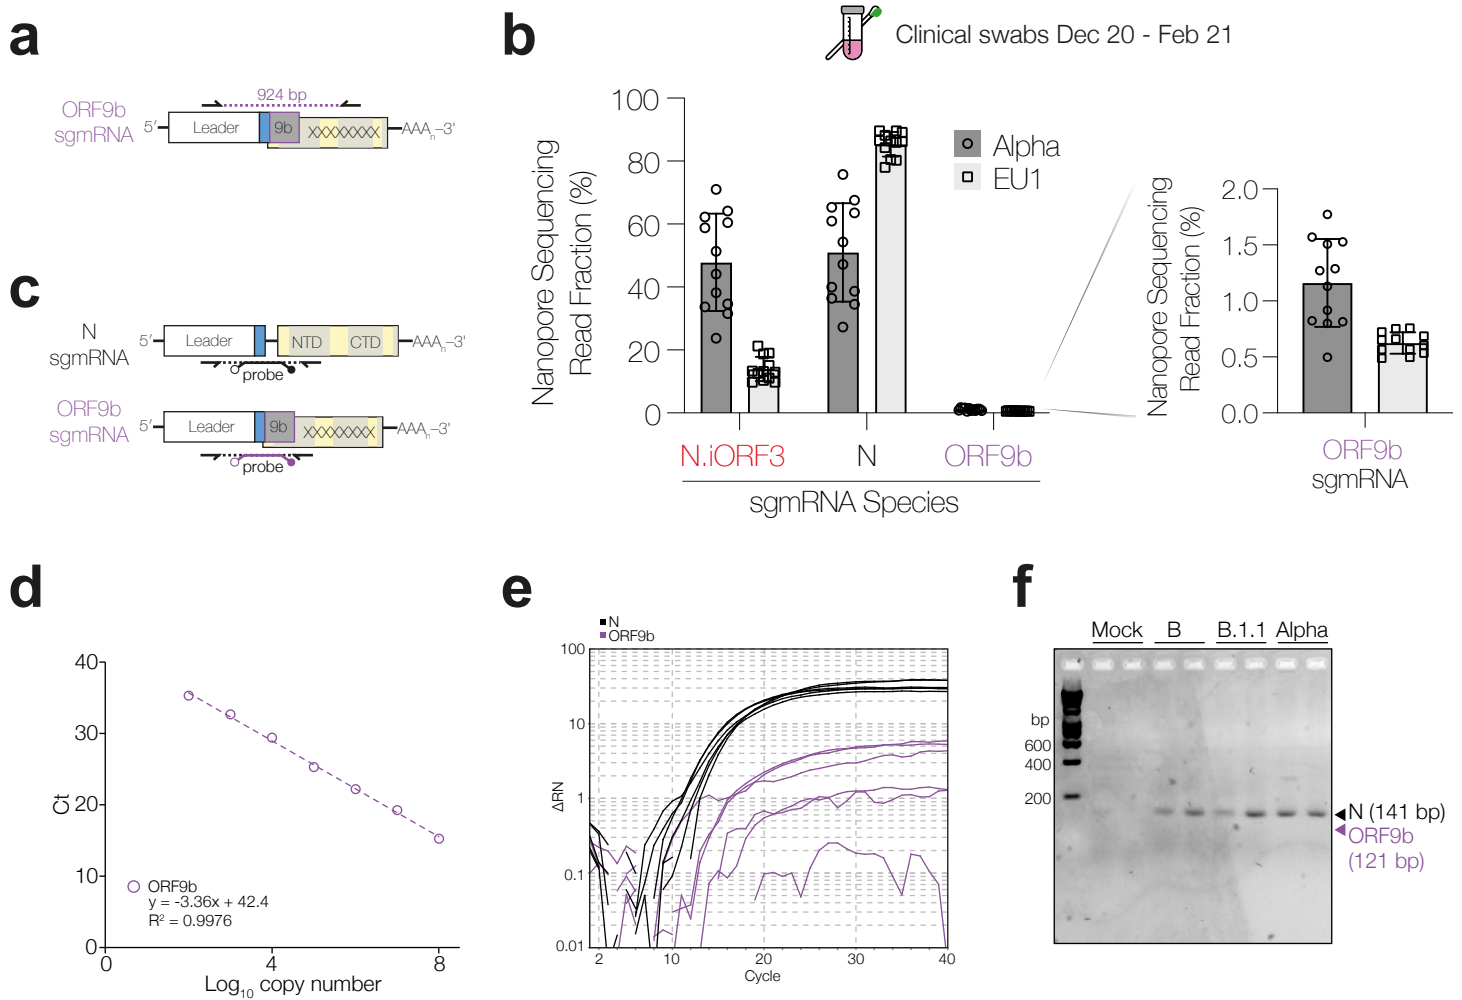 a
ORF9b
sgmRNA
924 bp
5′
Leader
9b
XXXXXXXX
AAAn–3'
b
Clinical swabs Dec 20 - Feb 21
Nanopore Sequencing
Read Fraction (%)
100
80
60
40
20
0
Alpha
EU1
N.iORF3
N
ORF9b
sgmRNA Species
Nanopore Sequencing
Read Fraction (%)
2.0
1.5
1.0
0.5
0.0
ORF9b
sgmRNA
c
N
sgmRNA
5′
Leader
NTD
CTD
AAAn–3'
probe
ORF9b
sgmRNA
5′
Leader
9b
XXXXXXXX
AAAn–3'
probe
d
Ct
40
30
20
10
0
ORF9b
y = -3.36x + 42.4
R² = 0.9976
0
4
8
Log10 copy number
e
N
ORF9b
ΔRN
100
10
1
0.1
0.01
2
10
20
30
40
Cycle
f
Mock
B
B.1.1
Alpha
bp
600
400
200
N (141 bp)
ORF9b
(121 bp)